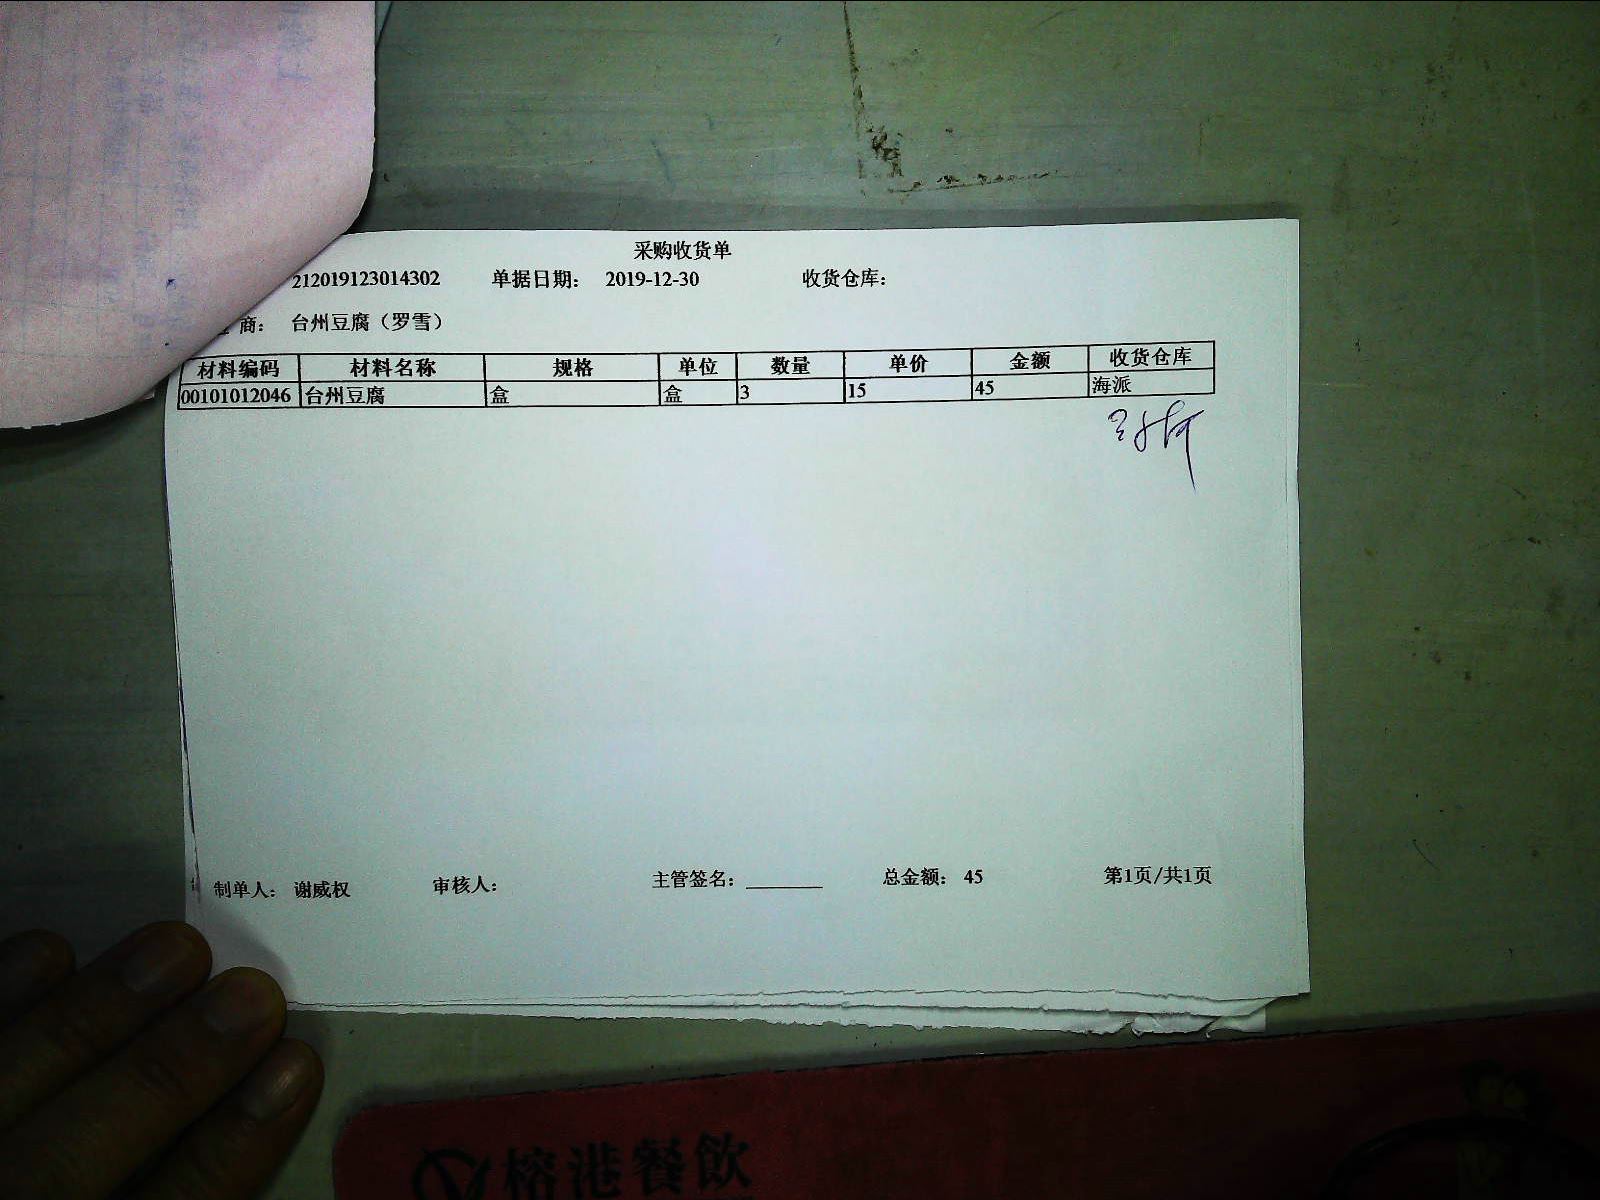 采购收货单
212019123014302 单据日期： 2019-12-30 收货仓库：
商： 台州豆腐（罗雪）
材料编码 材料名称 规格 单位 数量 单价 金额 收货仓库
00101012046 台州豆腐 盒 盒 3 15 45 海派
制单人： 谢威权 审核人： 主管签名： ________ 总金额： 45 第1页/共1页
榕港餐飲